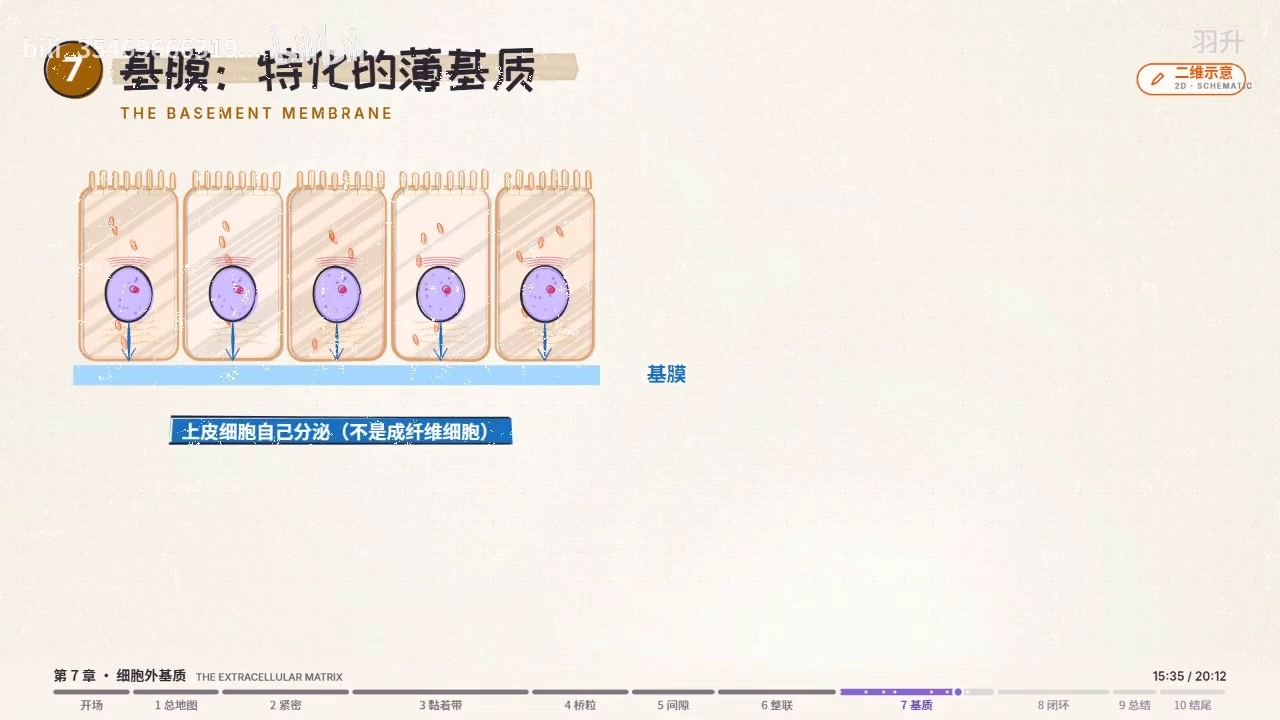 羽升
7
基膜：特化的薄基质
THE BASEMENT MEMBRANE
二维示意
2D · SCHEMATIC
基膜
上皮细胞自己分泌（不是成纤维细胞）
第 7 章 · 细胞外基质 THE EXTRACELLULAR MATRIX
15:35 / 20:12
开场 1 总地图 2 紧密 3 黏着带 4 桥粒 5 间隙 6 整联 7 基质 8 闭环 9 总结 10 结尾